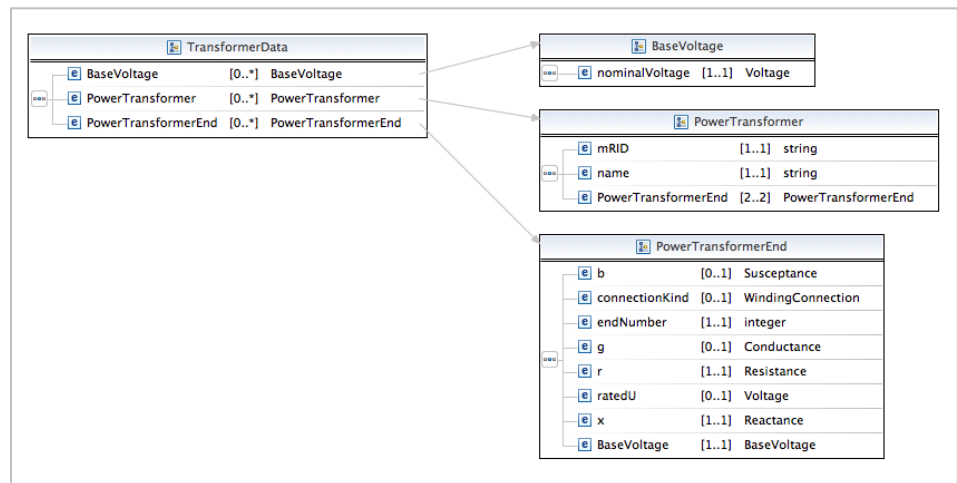 TransformerData
BaseVoltage [0..*] BaseVoltage
PowerTransformer [0..*] PowerTransformer
PowerTransformerEnd [0..*] PowerTransformerEnd
BaseVoltage
e nominalVoltage [1..1] Voltage
PowerTransformer
e mRID [1..1] string
e name [1..1] string
e PowerTransformerEnd [2..2] PowerTransformerEnd
PowerTransformerEnd
e b [0..1] Susceptance
e connectionKind [0..1] WindingConnection
e endNumber [1..1] integer
e g [0..1] Conductance
e r [1..1] Resistance
e ratedU [0..1] Voltage
e x [1..1] Reactance
e BaseVoltage [1..1] BaseVoltage